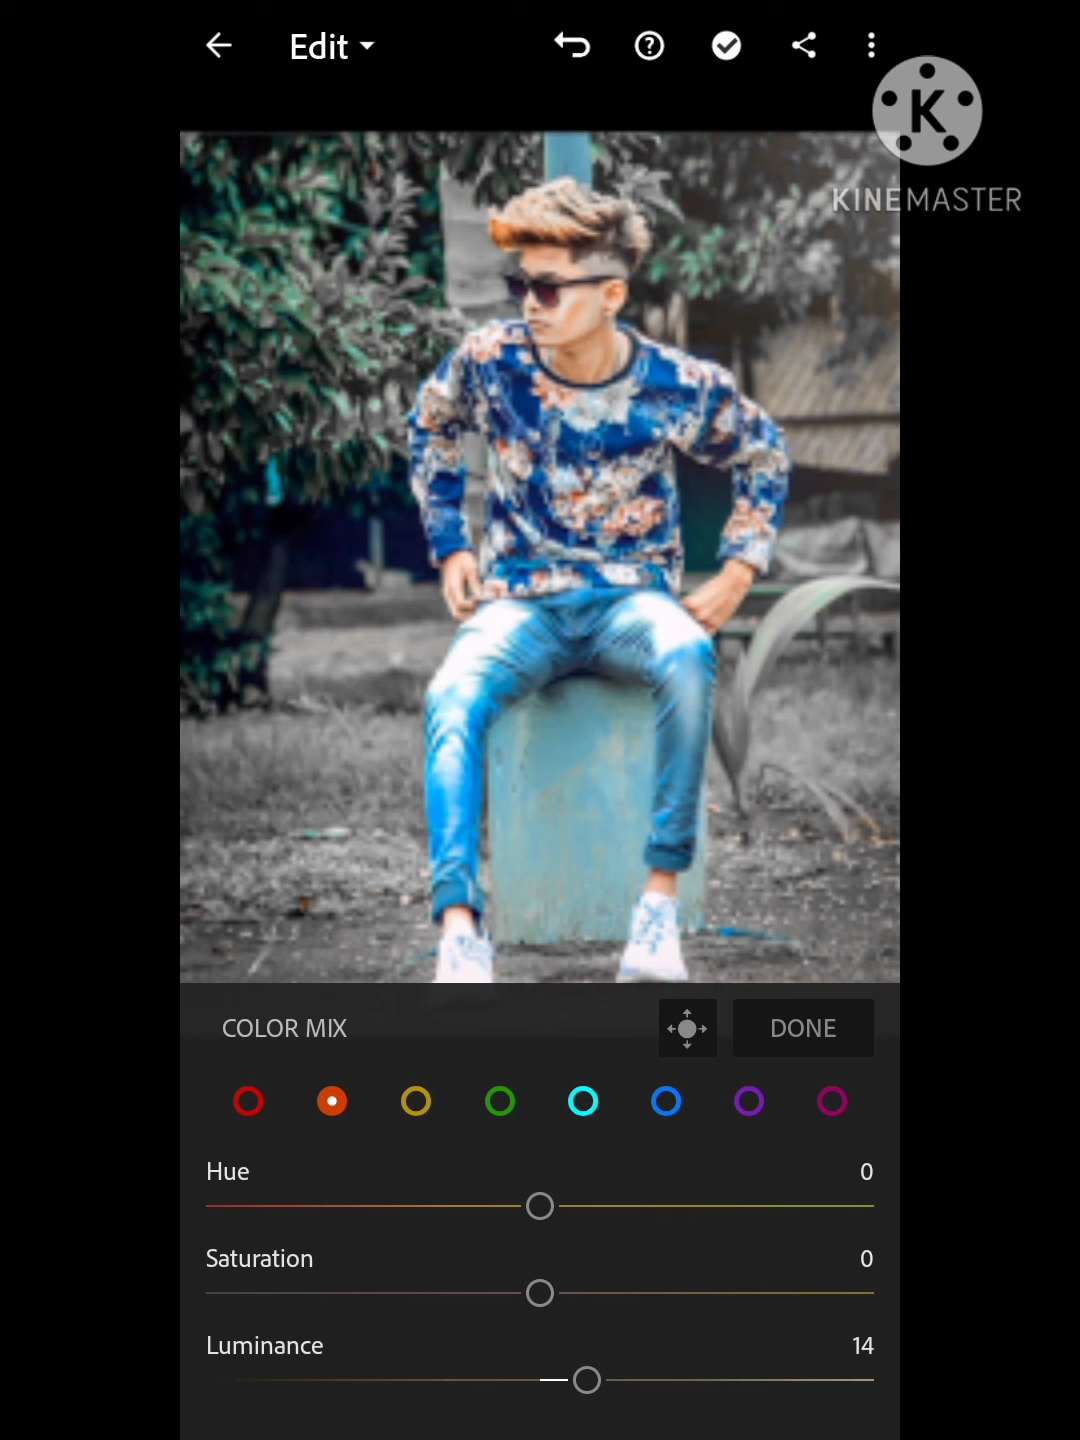 Edit
K
KINEMASTER
COLOR MIX
DONE
Hue 0
Saturation 0
Luminance 14